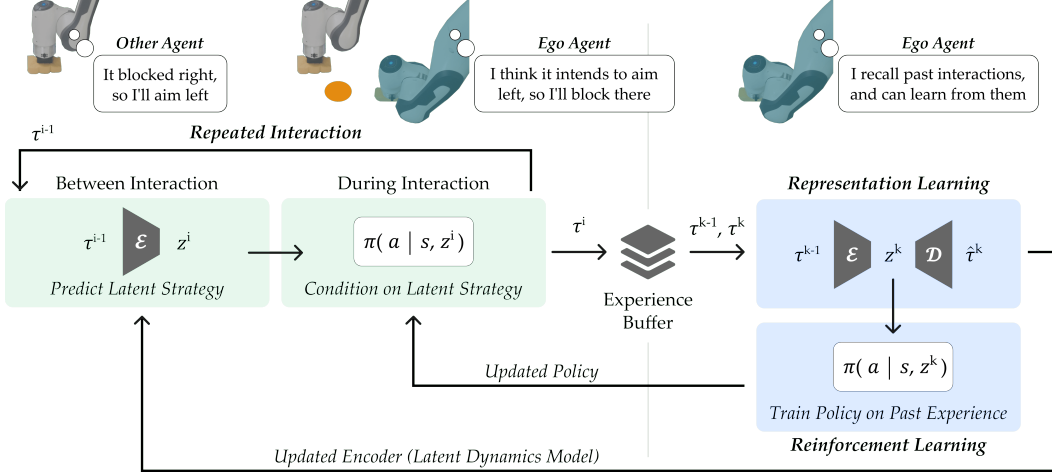 Other Agent
It blocked right,
so I'll aim left
Ego Agent
I think it intends to aim
left, so I'll block there
Ego Agent
I recall past interactions,
and can learn from them
τ^{i-1}
Repeated Interaction
Between Interaction
τ^{i-1} ℰ z^i
Predict Latent Strategy
During Interaction
π( a | s, z^i )
Condition on Latent Strategy
τ^i
Experience
Buffer
τ^{k-1}, τ^k
Representation Learning
τ^{k-1} ℰ z^k 𝒟 τ̂^k
π( a | s, z^k )
Train Policy on Past Experience
Reinforcement Learning
Updated Policy
Updated Encoder (Latent Dynamics Model)